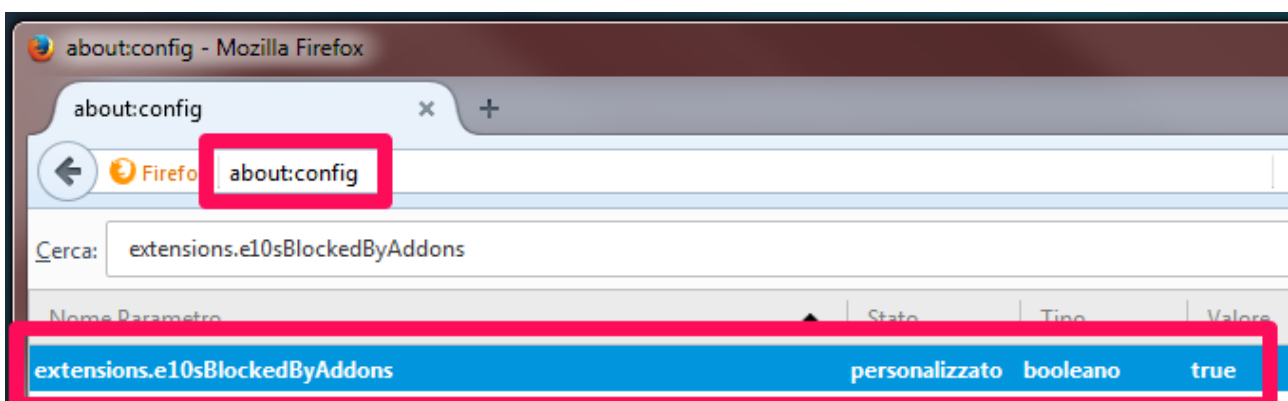 about:config - Mozilla Firefox
about:config
Firefo about:config
Cerca: extensions.e10sBlockedByAddons
Nome Parametro Stato Tipo Valore
extensions.e10sBlockedByAddons personalizzato booleano true